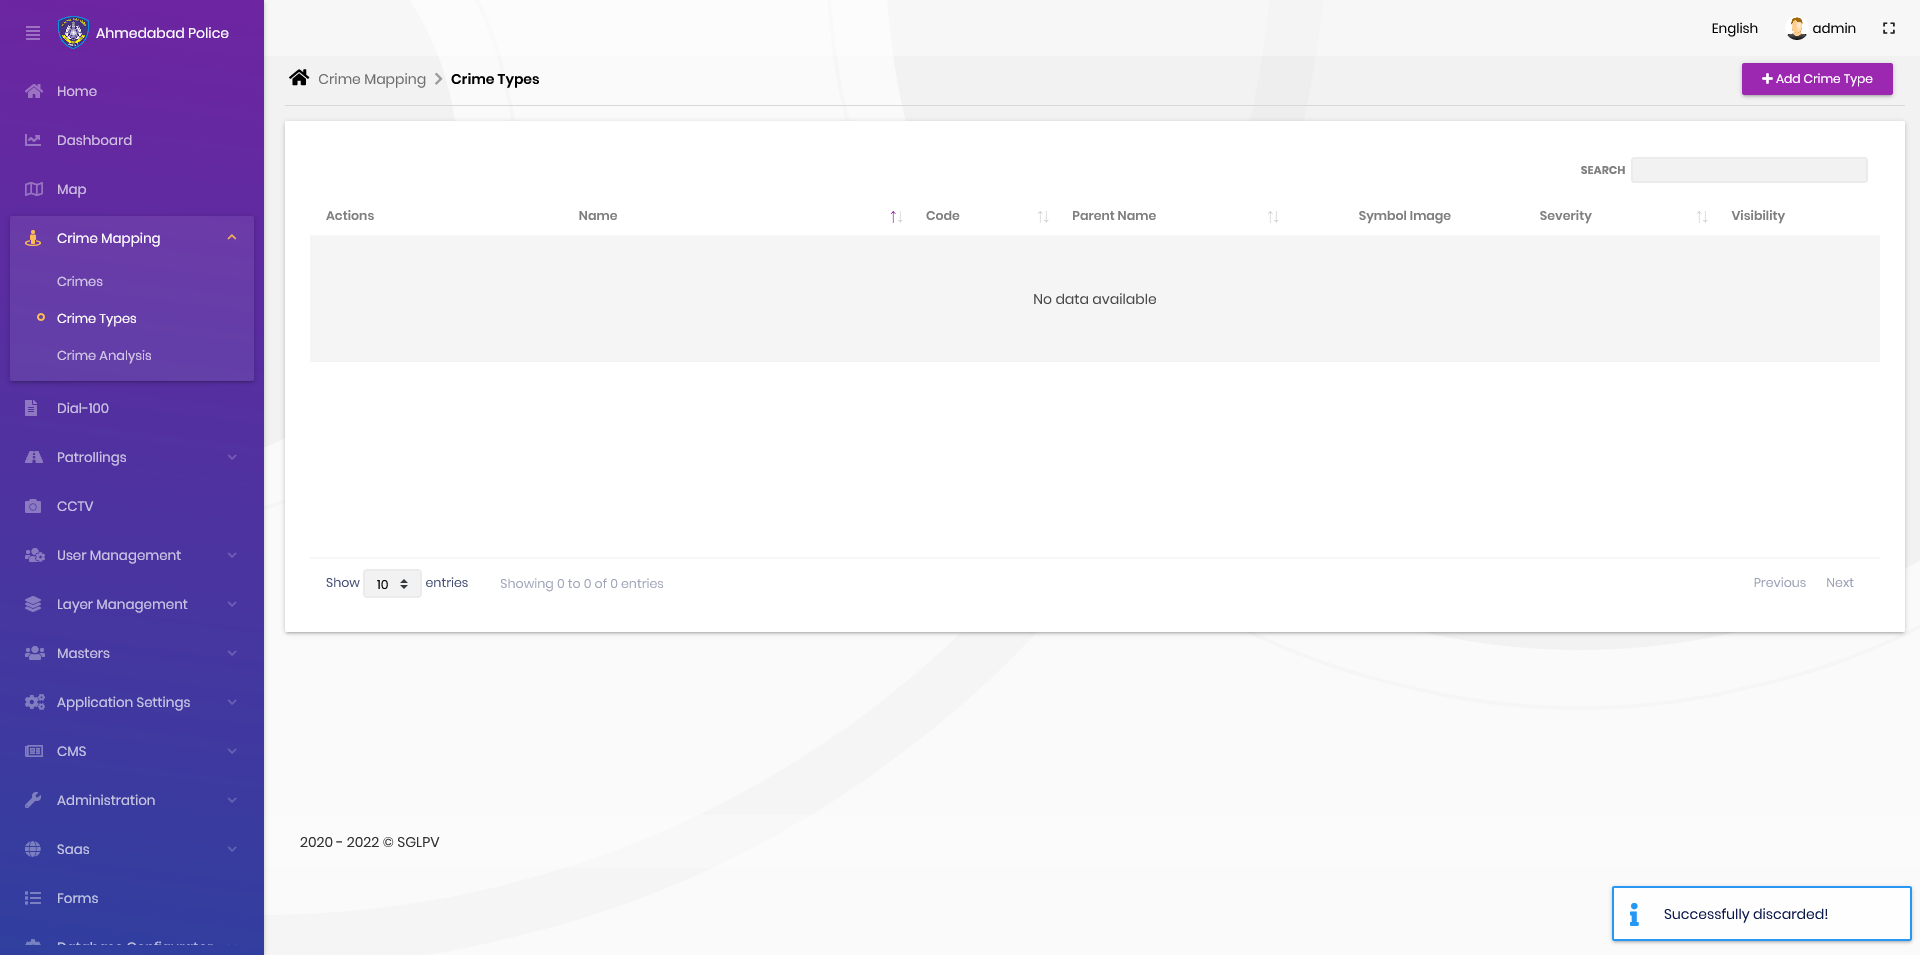 Ahmedabad Police
Home
Dashboard
Map
Crime Mapping
Crimes
Crime Types
Crime Analysis
Dial-100
Patrollings
CCTV
User Management
Layer Management
Masters
Application Settings
CMS
Administration
Saas
Forms
Database Configurator
English
admin
Crime Mapping > Crime Types
Add Crime Type
SEARCH
Actions Name Code Parent Name Symbol Image Severity Visibility
No data available
Show 10 entries Showing 0 to 0 of 0 entries Previous Next
2020 - 2022 © SGLPV
Successfully discarded!